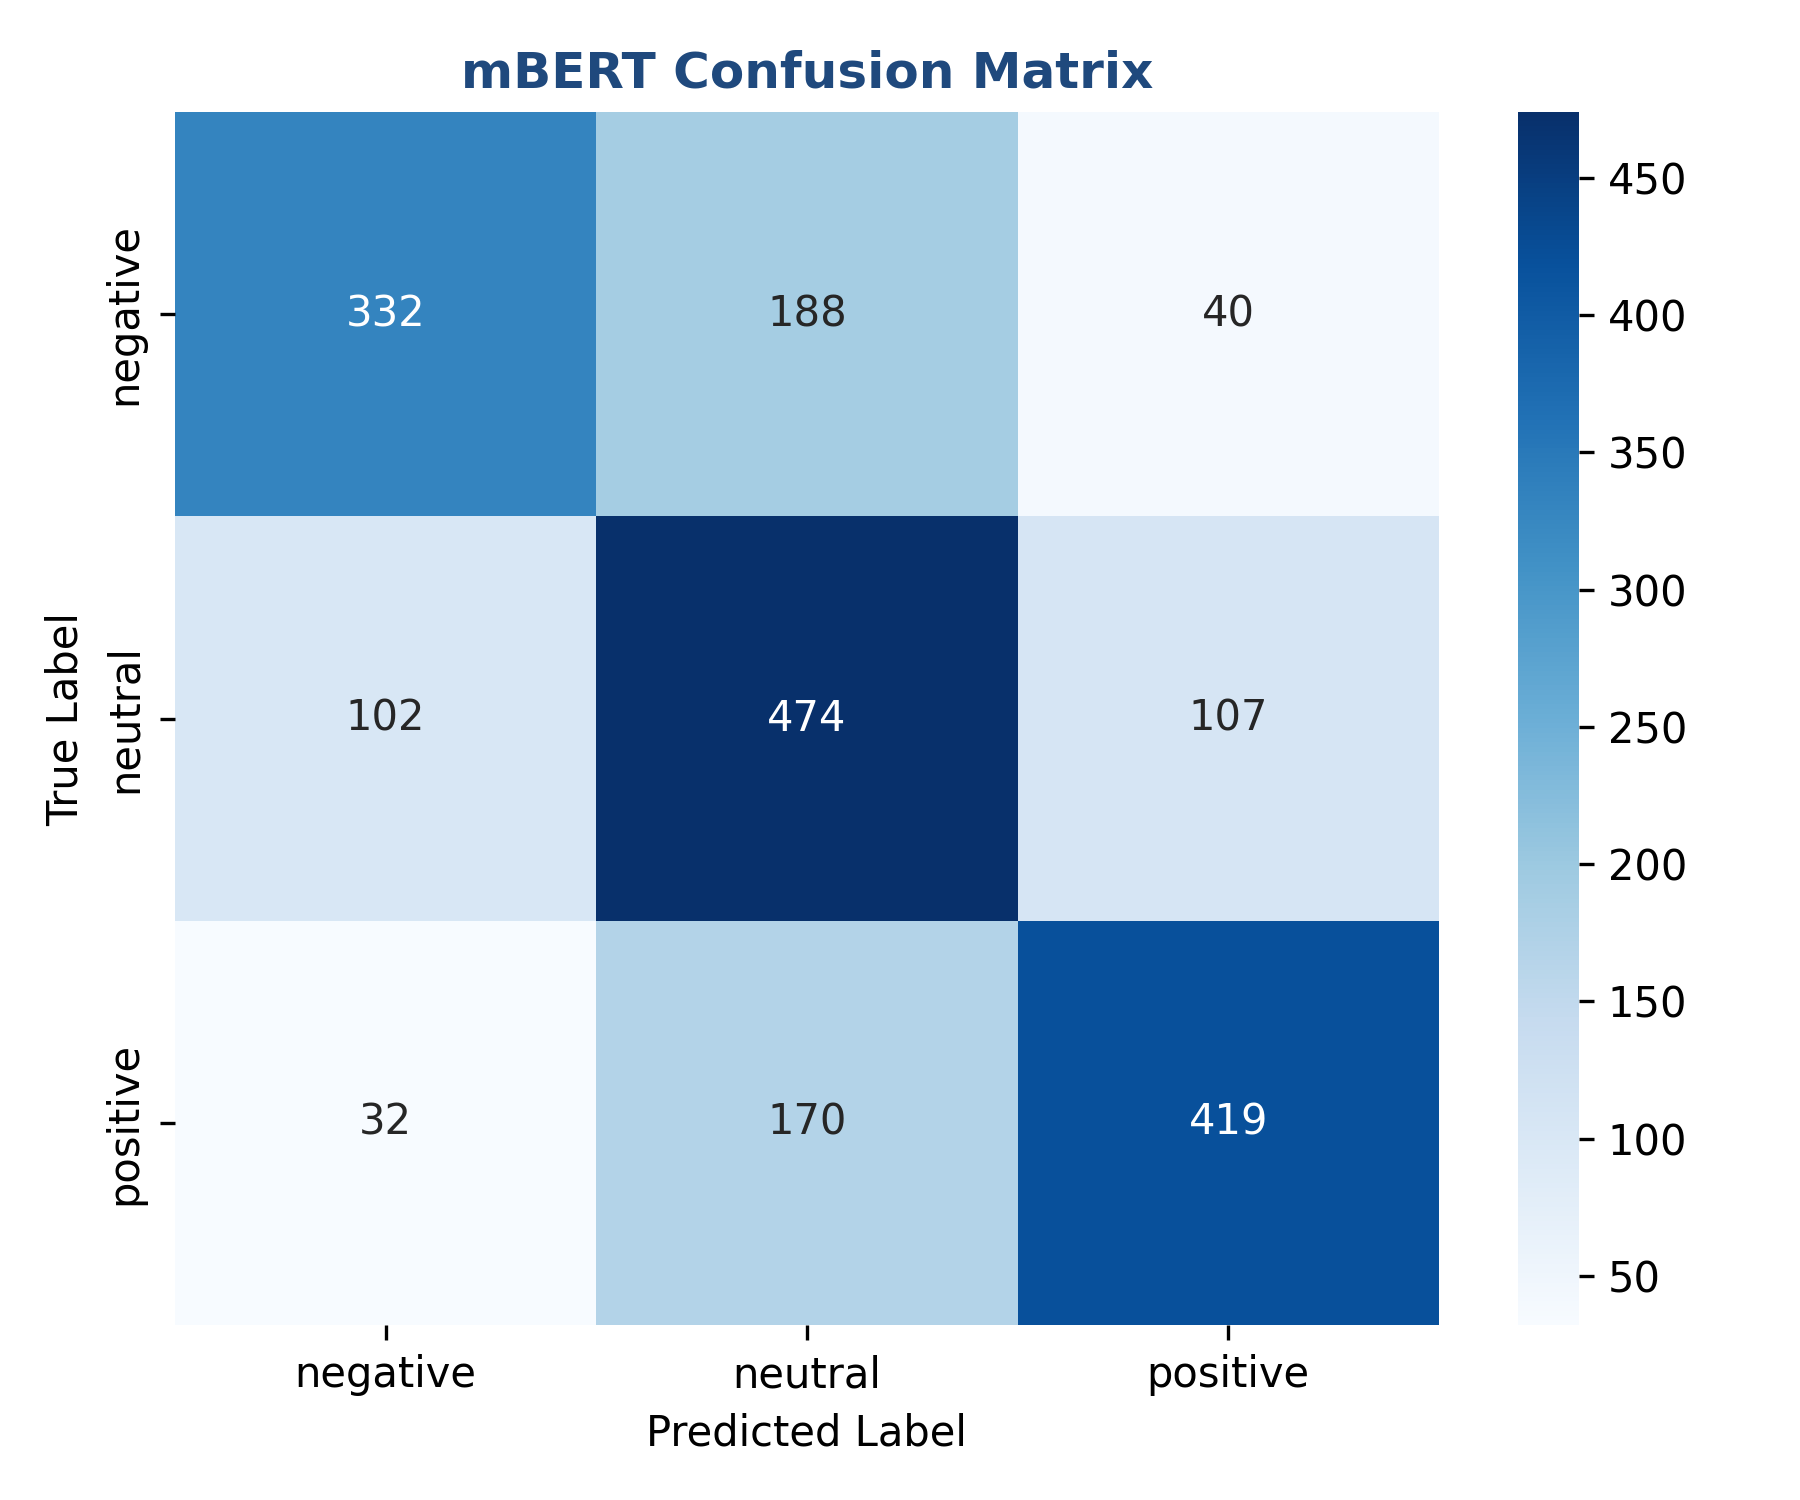 mBERT Confusion Matrix
True Label
negative
332 188 40
neutral
102 474 107
positive
32 170 419
negative neutral positive
Predicted Label
450
400
350
300
250
200
150
100
50